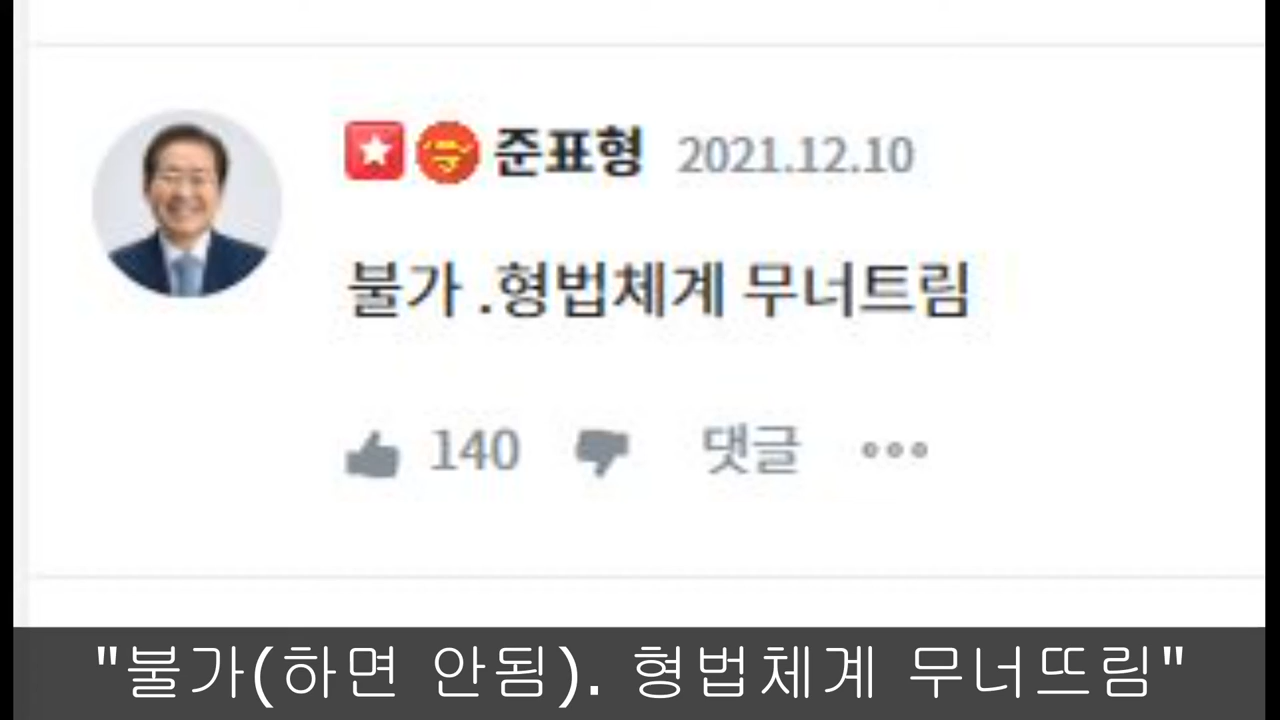 준표형 2021.12.10
불가 .형법체계 무너트림
140 댓글
"불가(하면 안됨). 형법체계 무너뜨림"